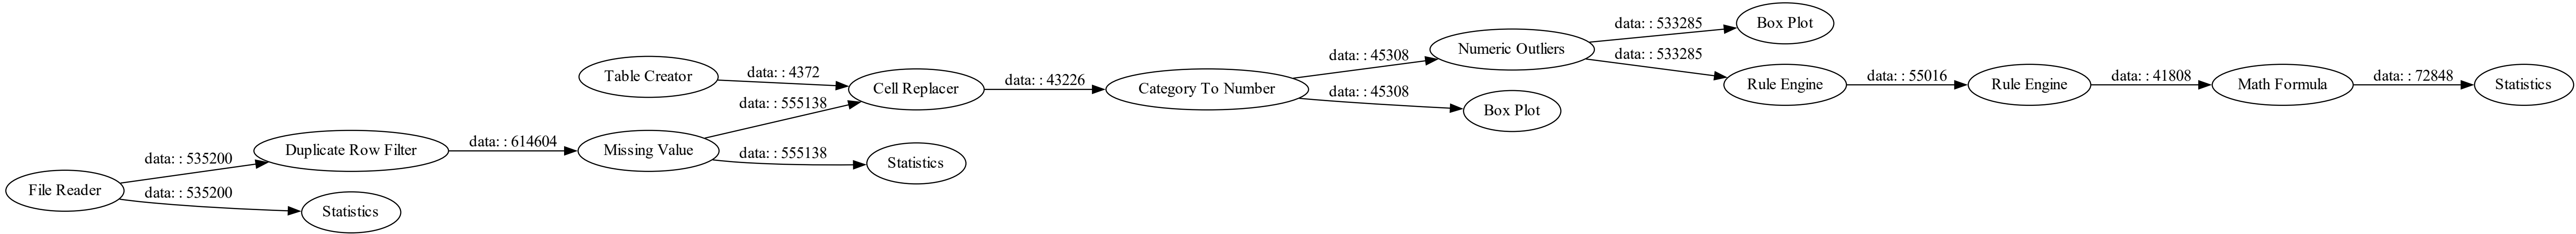 File Reader
data: : 535200
data: : 535200
Duplicate Row Filter
Statistics
data: : 614604
Table Creator
Missing Value
data: : 4372
data: : 555138
data: : 555138
Cell Replacer
Statistics
data: : 43226
Category To Number
data: : 45308
data: : 45308
Numeric Outliers
Box Plot
data: : 533285
data: : 533285
Box Plot
Rule Engine
data: : 55016
Rule Engine
data: : 41808
Math Formula
data: : 72848
Statistics